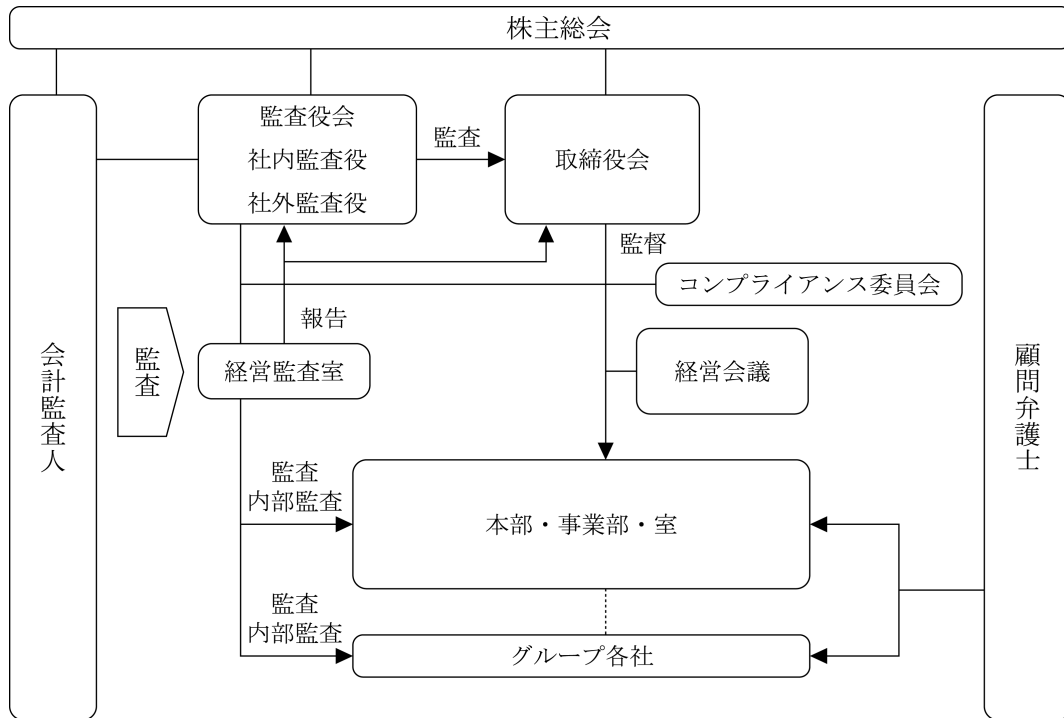 株主総会
監査役会
社内監査役
社外監査役
監査
取締役会
監督
コンプライアンス委員会
報告
会計監査人
監査
経営監査室
経営会議
顧問弁護士
監査
内部監査
本部・事業部・室
監査
内部監査
グループ各社